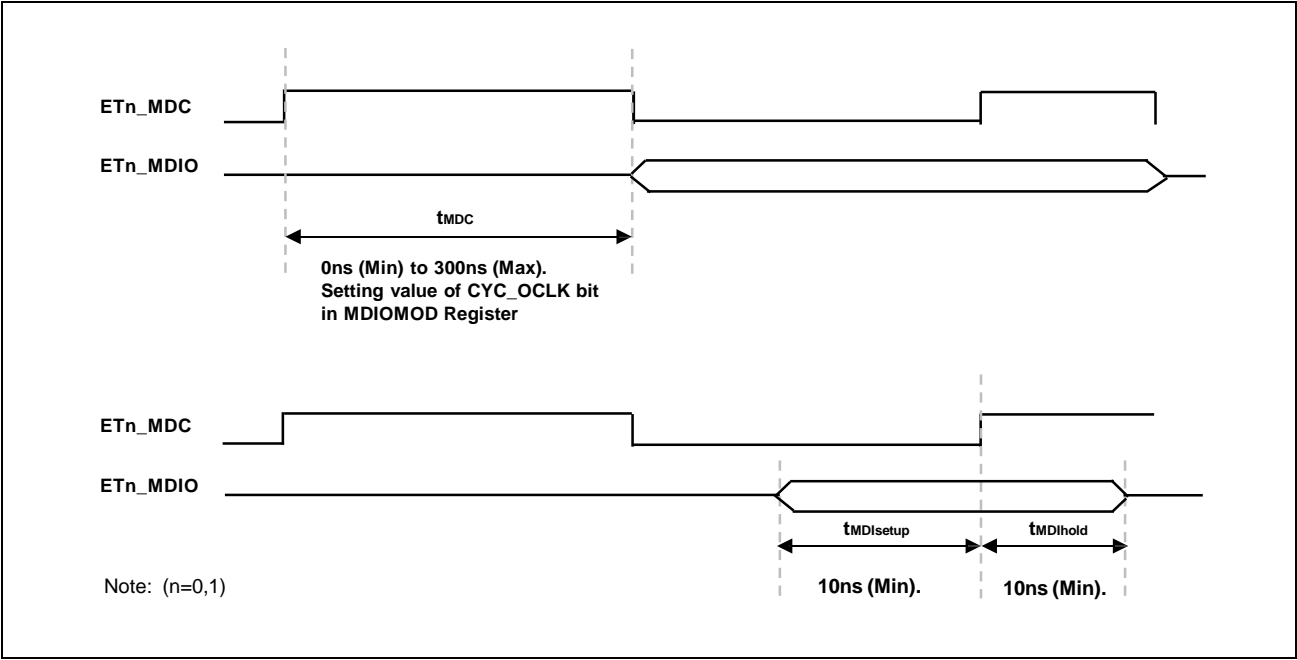 ETn_MDC
ETn_MDIO
tMDC
0ns (Min) to 300ns (Max).
Setting value of CYC_OCLK bit
in MDIOMOD Register
ETn_MDC
ETn_MDIO
tMDIsetup
tMDIhold
Note: (n=0,1)
10ns (Min).
10ns (Min).